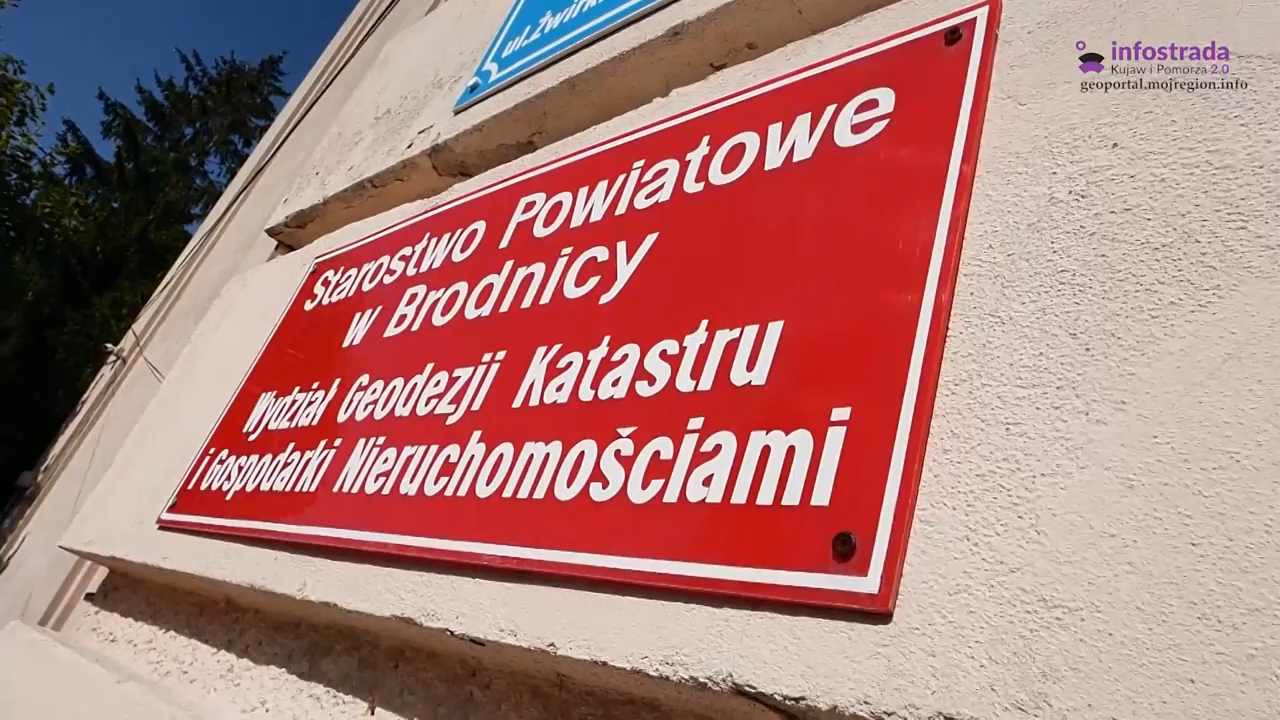 ul.Żwirki
infostrada
Kujaw i Pomorza 2.0
geoportal.mojregion.info
Starostwo Powiatowe
w Brodnicy
Wydział Geodezji Katastru
i Gospodarki Nieruchomościami